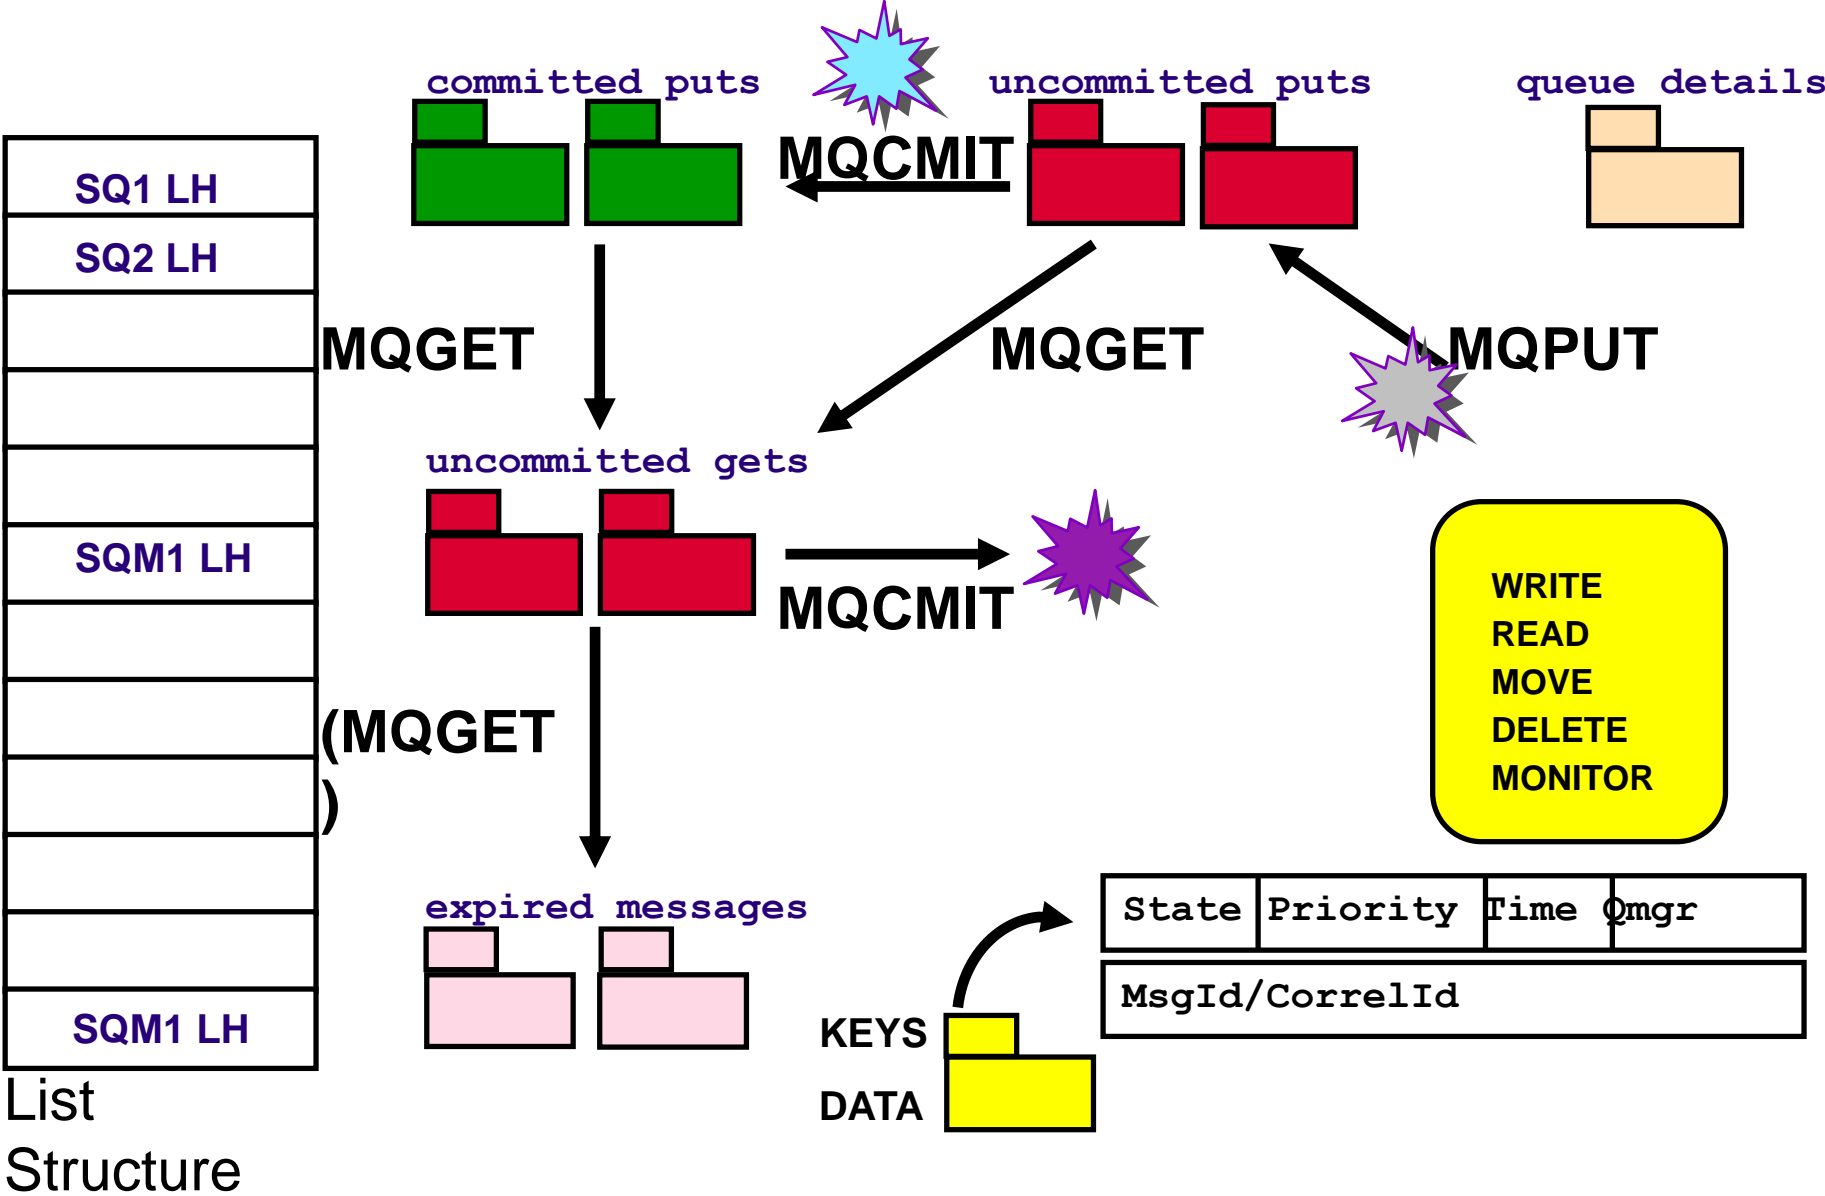 committed puts
uncommitted puts
queue details
MQCMIT
SQ1 LH
SQ2 LH
MQGET
MQGET
MQPUT
uncommitted gets
SQM1 LH
MQCMIT
WRITE
READ
MOVE
DELETE
MONITOR
(MQGET
)
expired messages
State Priority Time Qmgr
MsgId/CorrelId
SQM1 LH
KEYS
DATA
List
Structure